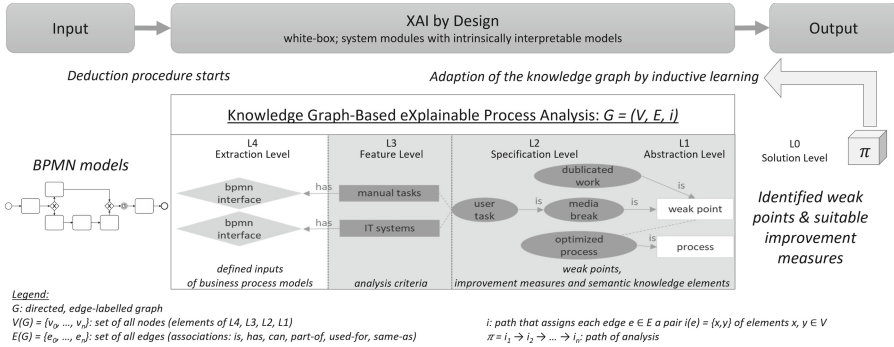 Input
XAI by Design
white-box; system modules with intrinsically interpretable models
Output
Deduction procedure starts
Adaption of the knowledge graph by inductive learning
Knowledge Graph-Based eXplainable Process Analysis: G = (V, E, i)
L4
Extraction Level
L3
Feature Level
L2
Specification Level
L1
Abstraction Level
L0
Solution Level
π
BPMN models
bpmn
interface
has
manual tasks
bpmn
interface
has
IT systems
user
task
is
media
break
is
dublicated
work
is
weak point
optimized
process
is
process
Identified weak
points & suitable
improvement
measures
defined inputs
of business process models
analysis criteria
weak points,
improvement measures and semantic knowledge elements
Legend:
G: directed, edge-labelled graph
V(G) = {v₀, ..., vₙ}: set of all nodes (elements of L4, L3, L2, L1)
E(G) = {e₀, ..., eₙ}: set of all edges (associations: is, has, can, part-of, used-for, same-as)
i: path that assigns each edge e ∈ E a pair i(e) = {x,y} of elements x, y ∈ V
π = i₁ → i₂ → ... → iₙ: path of analysis